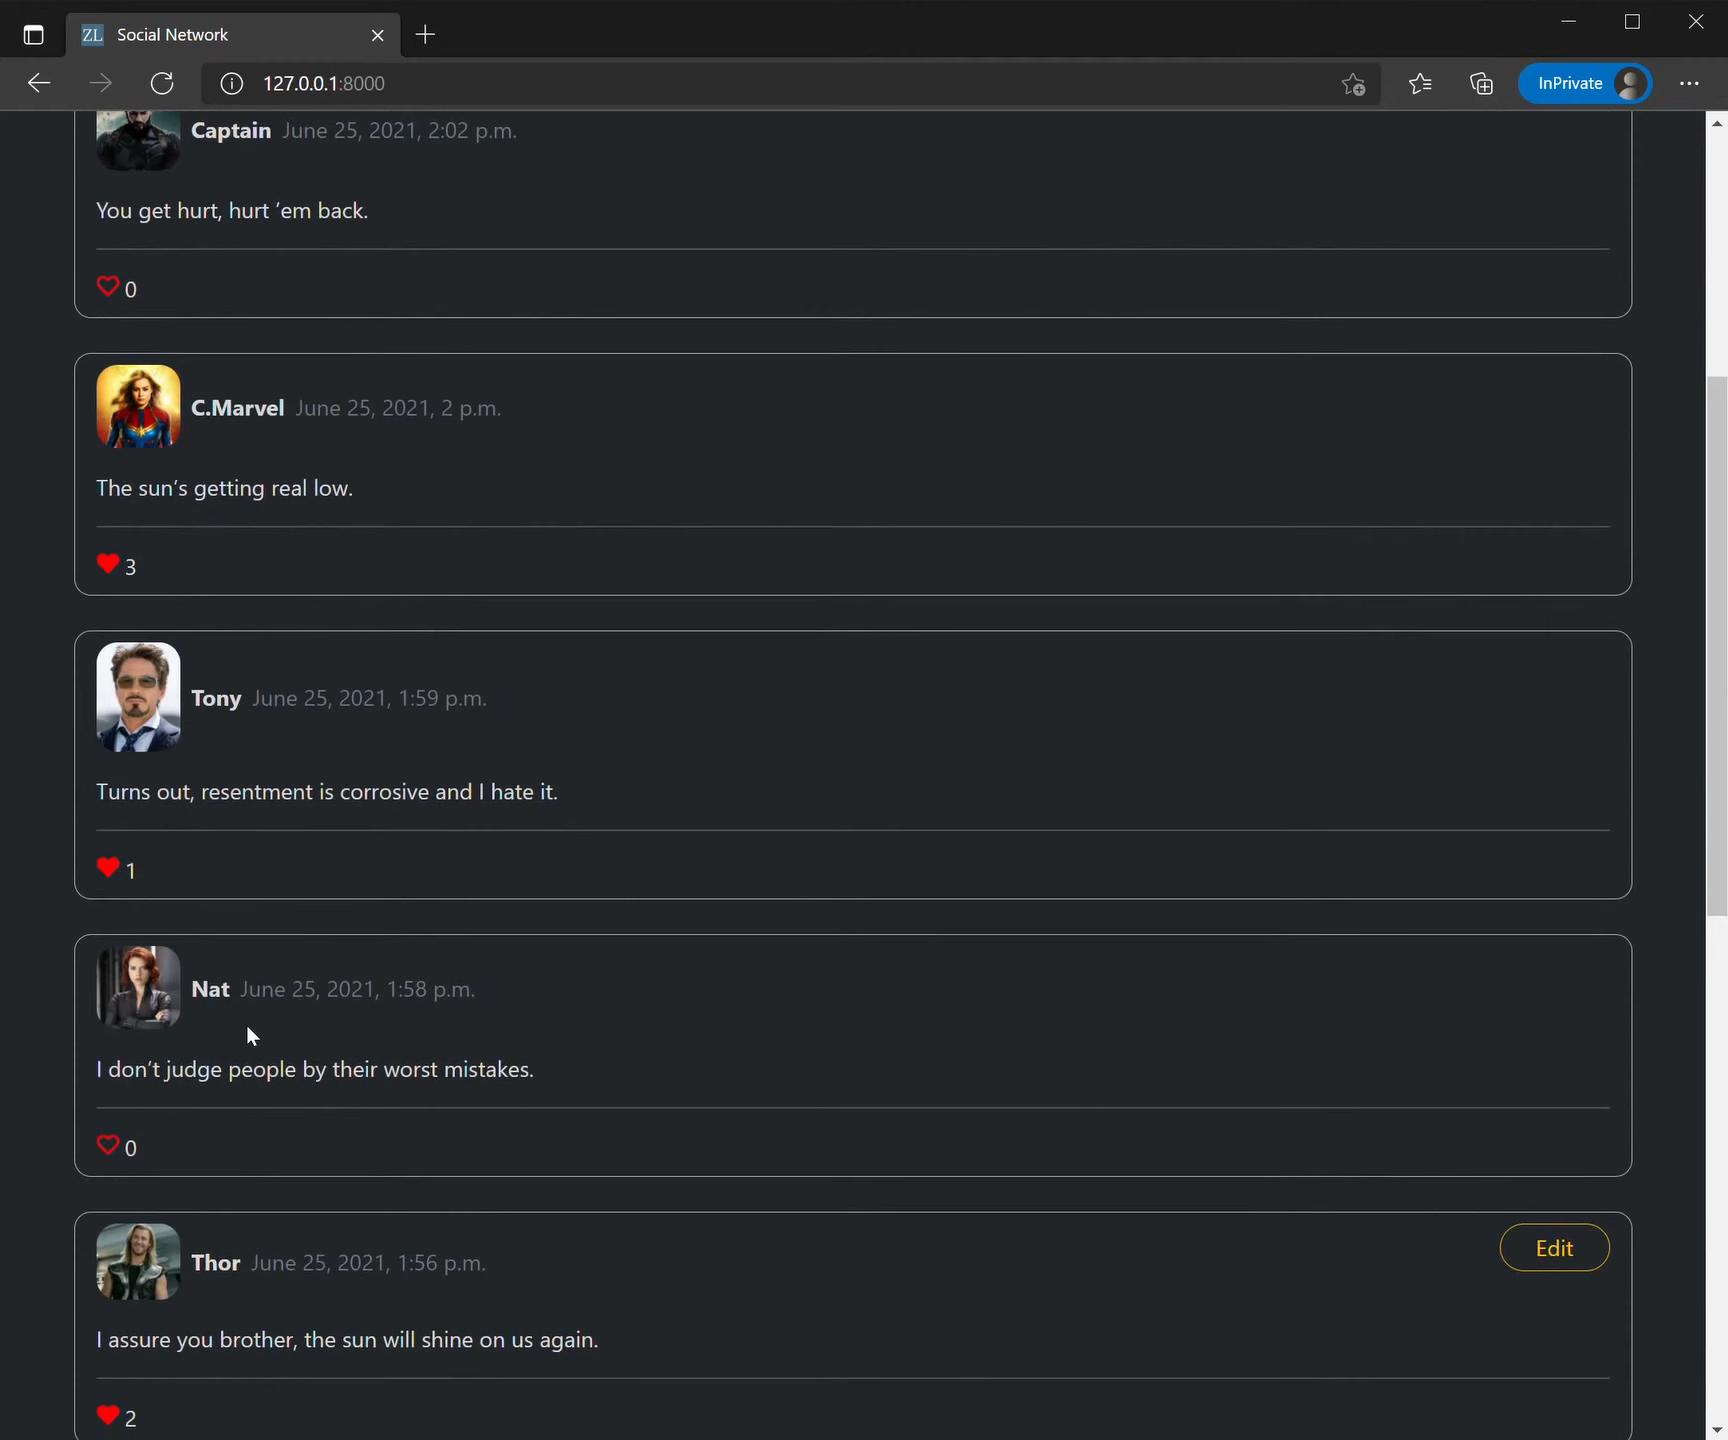 ZL Social Network
127.0.0.1:8000
InPrivate
Captain June 25, 2021, 2:02 p.m.
You get hurt, hurt ‘em back.
0
C.Marvel June 25, 2021, 2 p.m.
The sun’s getting real low.
3
Tony June 25, 2021, 1:59 p.m.
Turns out, resentment is corrosive and I hate it.
1
Nat June 25, 2021, 1:58 p.m.
I don’t judge people by their worst mistakes.
0
Thor June 25, 2021, 1:56 p.m.
Edit
I assure you brother, the sun will shine on us again.
2